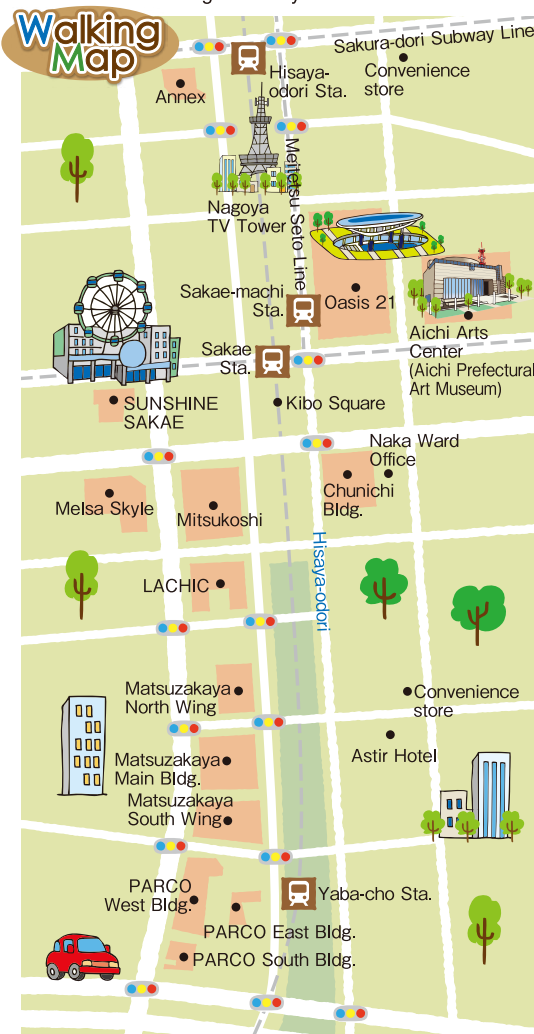 Walking
Map
Sakura-dori Subway Line
Hisaya-
odori Sta.
Convenience
store
Annex
Meitetsu Seto Line
Nagoya
TV Tower
Sakae-machi
Sta.
Oasis 21
Aichi Arts
Center
(Aichi Prefectural
Art Museum)
Sakae
Sta.
SUNSHINE
SAKAE
Kibo Square
Naka Ward
Office
Chunichi
Bldg.
Melsa Skyle
Mitsukoshi
Hisaya-odori
LACHIC
Matsuzakaya
North Wing
Convenience
store
Astir Hotel
Matsuzakaya
Main Bldg.
Matsuzakaya
South Wing
PARCO
West Bldg.
Yaba-cho Sta.
PARCO East Bldg.
PARCO South Bldg.